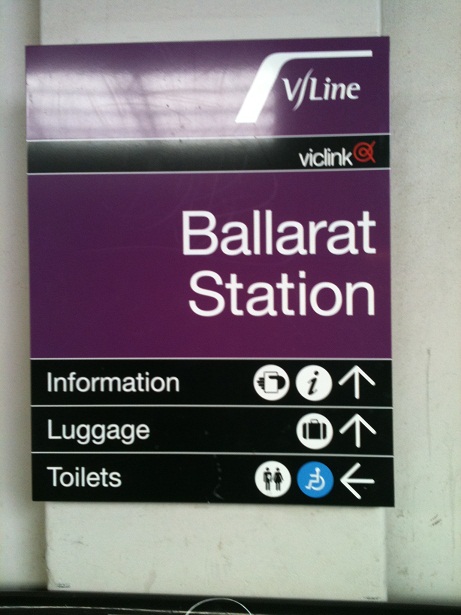 V/Line
viclink
Ballarat
Station
Information
Luggage
Toilets